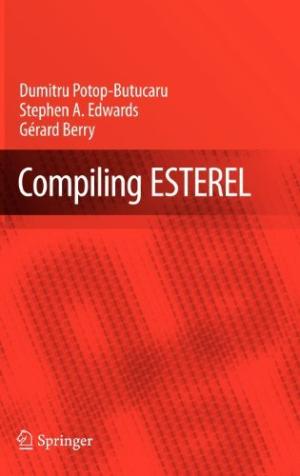 Dumitru Potop-Butucaru
Stephen A. Edwards
Gérard Berry
Compiling ESTEREL
Springer